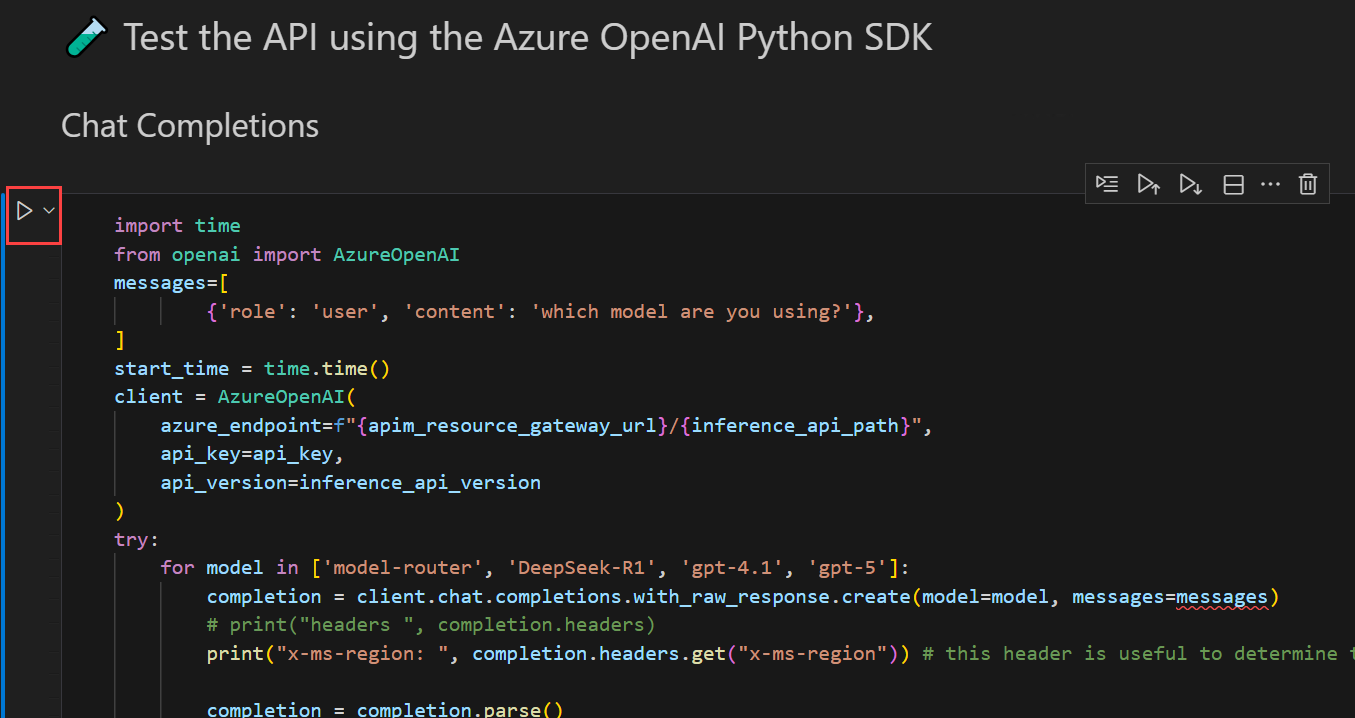 Test the API using the Azure OpenAI Python SDK
Chat Completions
import time
from openai import AzureOpenAI
messages=[
        {'role': 'user', 'content': 'which model are you using?'},
]
start_time = time.time()
client = AzureOpenAI(
    azure_endpoint=f"{apim_resource_gateway_url}/{inference_api_path}",
    api_key=api_key,
    api_version=inference_api_version
)
try:
    for model in ['model-router', 'DeepSeek-R1', 'gpt-4.1', 'gpt-5']:
        completion = client.chat.completions.with_raw_response.create(model=model, messages=messages)
        # print("headers ", completion.headers)
        print("x-ms-region: ", completion.headers.get("x-ms-region")) # this header is useful to determine
        completion = completion.parse()